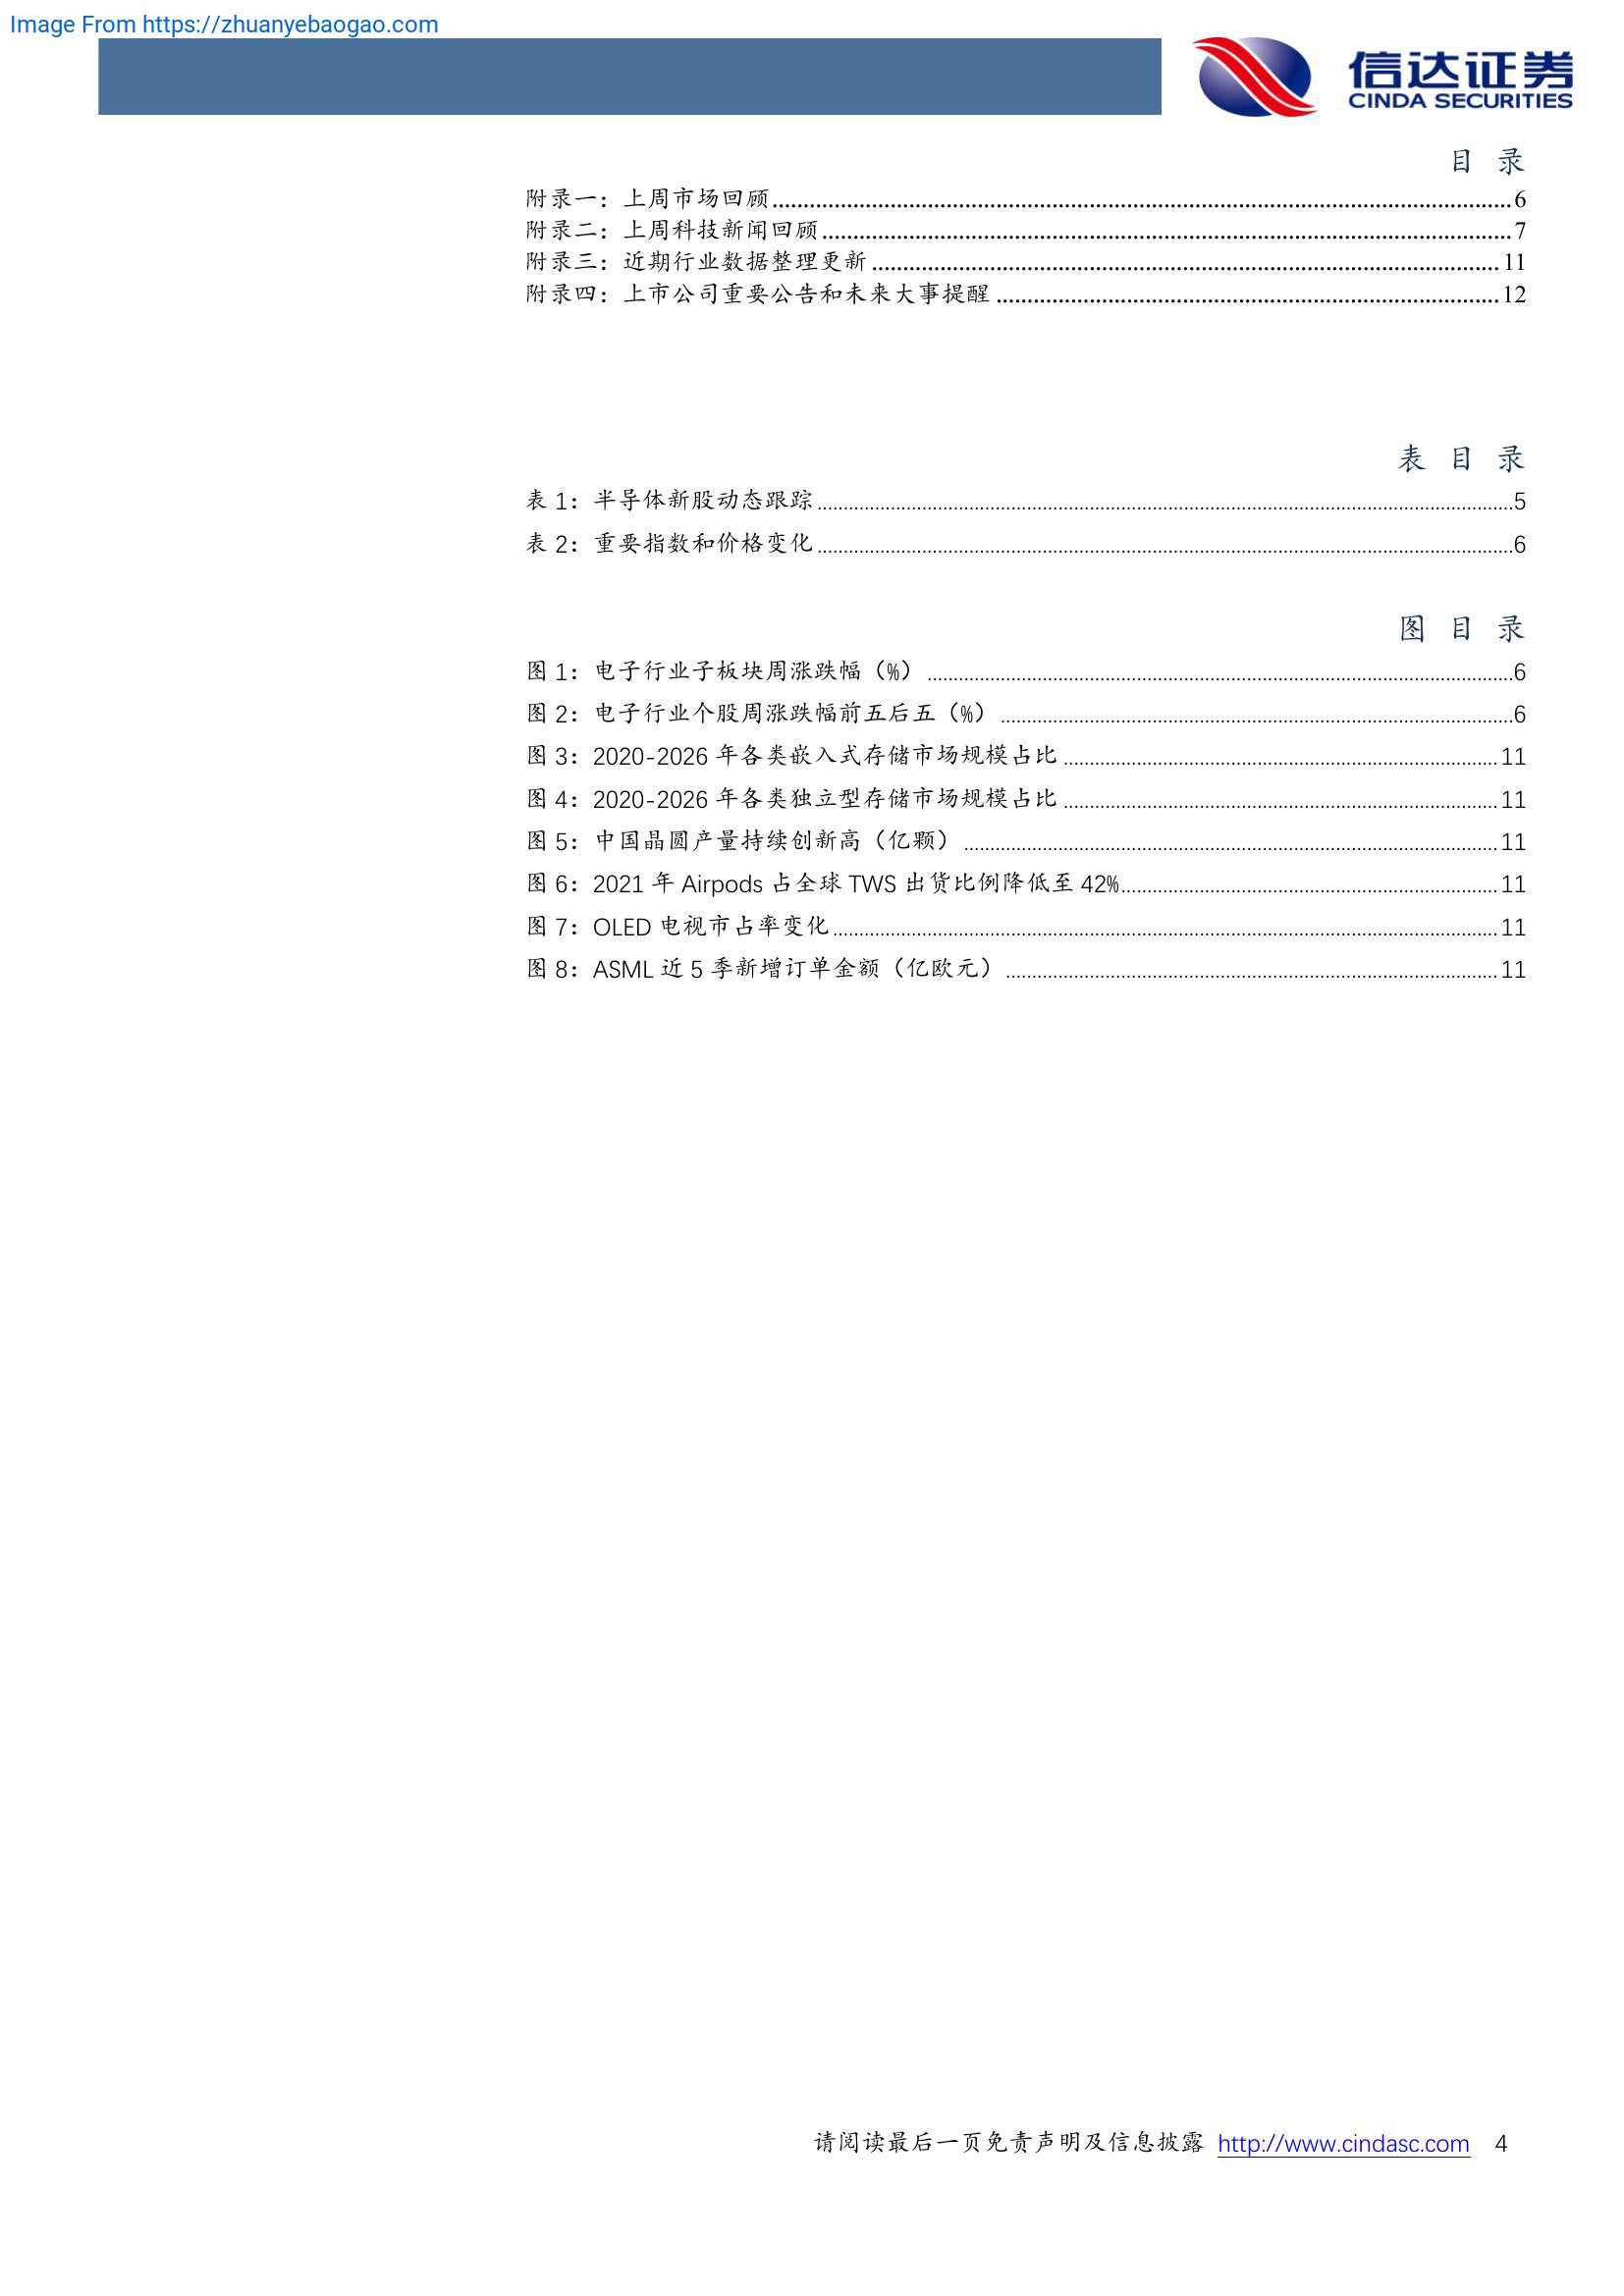 Image From https://zhuanyebaogao.com
信达证券
CINDA SECURITIES
目 录
附录一：上周市场回顾 6
附录二：上周科技新闻回顾 7
附录三：近期行业数据整理更新 11
附录四：上市公司重要公告和未来大事提醒 12
表 目 录
表 1：半导体新股动态跟踪 5
表 2：重要指数和价格变化 6
图 目 录
图 1：电子行业子板块周涨跌幅（%） 6
图 2：电子行业个股周涨跌幅前五后五（%） 6
图 3：2020-2026 年各类嵌入式存储市场规模占比 11
图 4：2020-2026 年各类独立型存储市场规模占比 11
图 5：中国晶圆产量持续创新高（亿颗） 11
图 6：2021 年 Airpods 占全球 TWS 出货比例降低至 42% 11
图 7：OLED 电视市占率变化 11
图 8：ASML 近 5 季新增订单金额（亿欧元） 11
请阅读最后一页免责声明及信息披露 http://www.cindasc.com 4